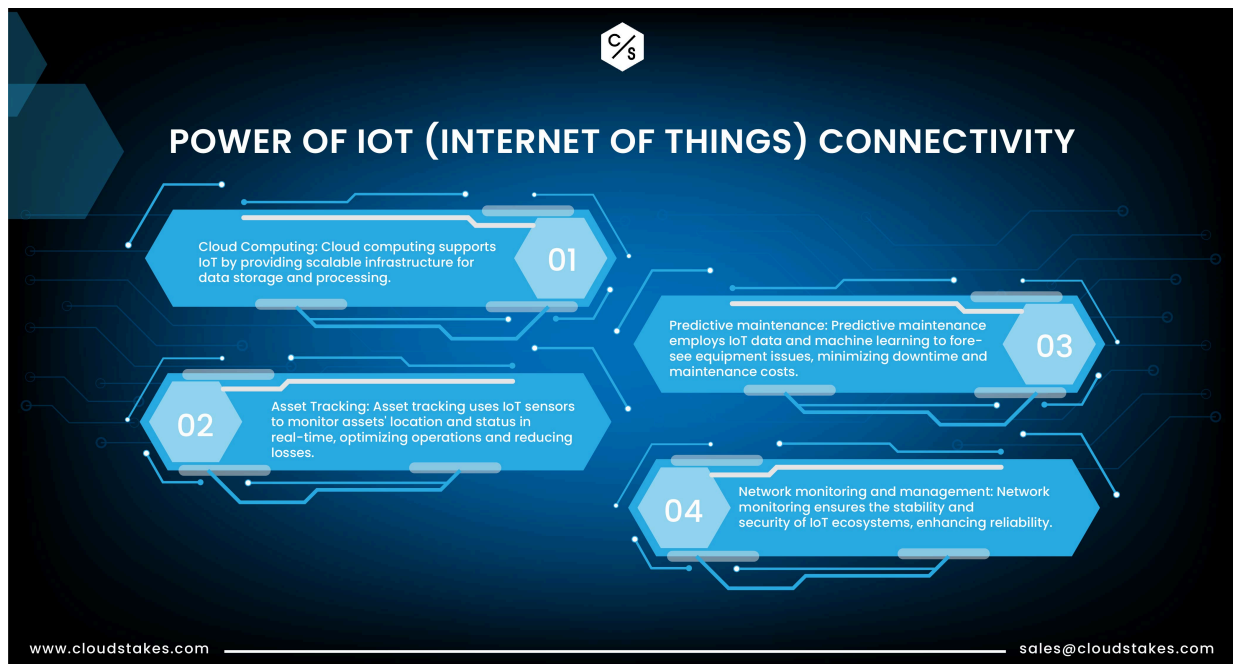 C/S
POWER OF IOT (INTERNET OF THINGS) CONNECTIVITY
Cloud Computing: Cloud computing supports
IoT by providing scalable infrastructure for
data storage and processing.
01
02
Asset Tracking: Asset tracking uses IoT sensors
to monitor assets' location and status in
real-time, optimizing operations and reducing
losses.
Predictive maintenance: Predictive maintenance
employs IoT data and machine learning to fore-
see equipment issues, minimizing downtime and
maintenance costs.
03
04
Network monitoring and management: Network
monitoring ensures the stability and
security of IoT ecosystems, enhancing reliability.
www.cloudstakes.com
sales@cloudstakes.com